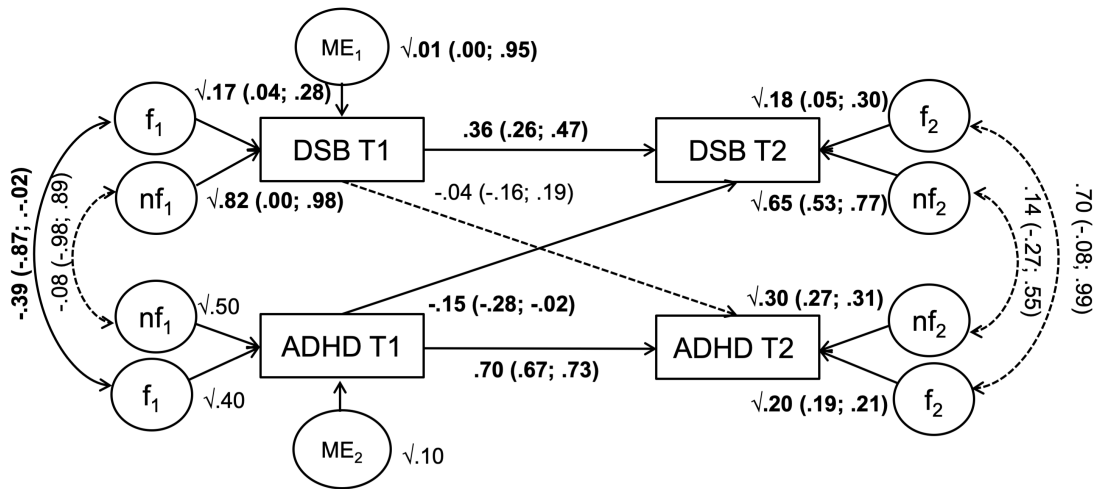 ME₁
√.01 (.00; .95)
√.17 (.04; .28)
√.18 (.05; .30)
f₁
f₂
.36 (.26; .47)
DSB T1
DSB T2
nf₁
nf₂
-.04 (-.16; .19)
√.82 (.00; .98)
√.65 (.53; .77)
-.39 (-.87; .-.02)
-.08 (-.98; .89)
.14 (-.27; .55)
.70 (-.08; .99)
√.50
-.15 (-.28; -.02)
√.30 (.27; .31)
nf₁
nf₂
ADHD T1
ADHD T2
.70 (.67; .73)
f₁
√.40
√.20 (.19; .21)
f₂
ME₂
√.10